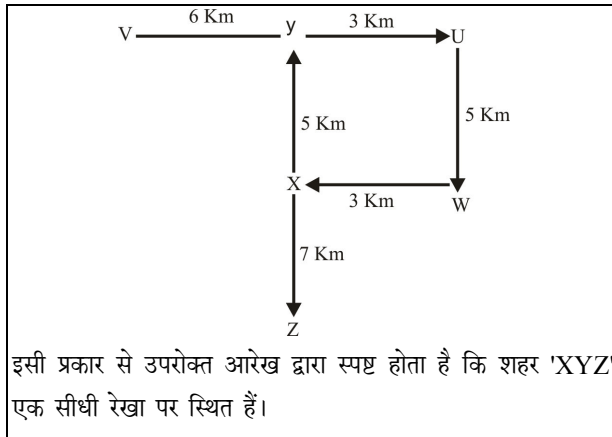 6 Km 3 Km
V y U
5 Km 5 Km
X 3 Km W
7 Km
Z
इसी प्रकार से उपरोक्त आरेख द्वारा स्पष्ट होता है कि शहर 'XYZ'
एक सीधी रेखा पर स्थित हैं।